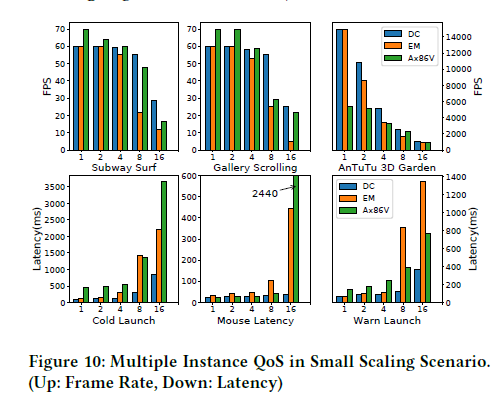 FPS
70
60
50
40
30
20
10
0
1 2 4 8 16
Subway Surf
70
60
50
40
30
20
10
0
1 2 4 8 16
Gallery Scrolling
DC
EM
Ax86V
14000
12000
10000
8000
6000
4000
2000
0
FPS
1 2 4 8 16
AnTuTu 3D Garden
Latency(ms)
3500
3000
2500
2000
1500
1000
500
0
1 2 4 8 16
Cold Launch
600
500
400
300
200
100
0
2440
1 2 4 8 16
Mouse Latency
DC
EM
Ax86V
1400
1200
1000
800
600
400
200
0
Latency(ms)
1 2 4 8 16
Warn Launch
Figure 10: Multiple Instance QoS in Small Scaling Scenario.
(Up: Frame Rate, Down: Latency)